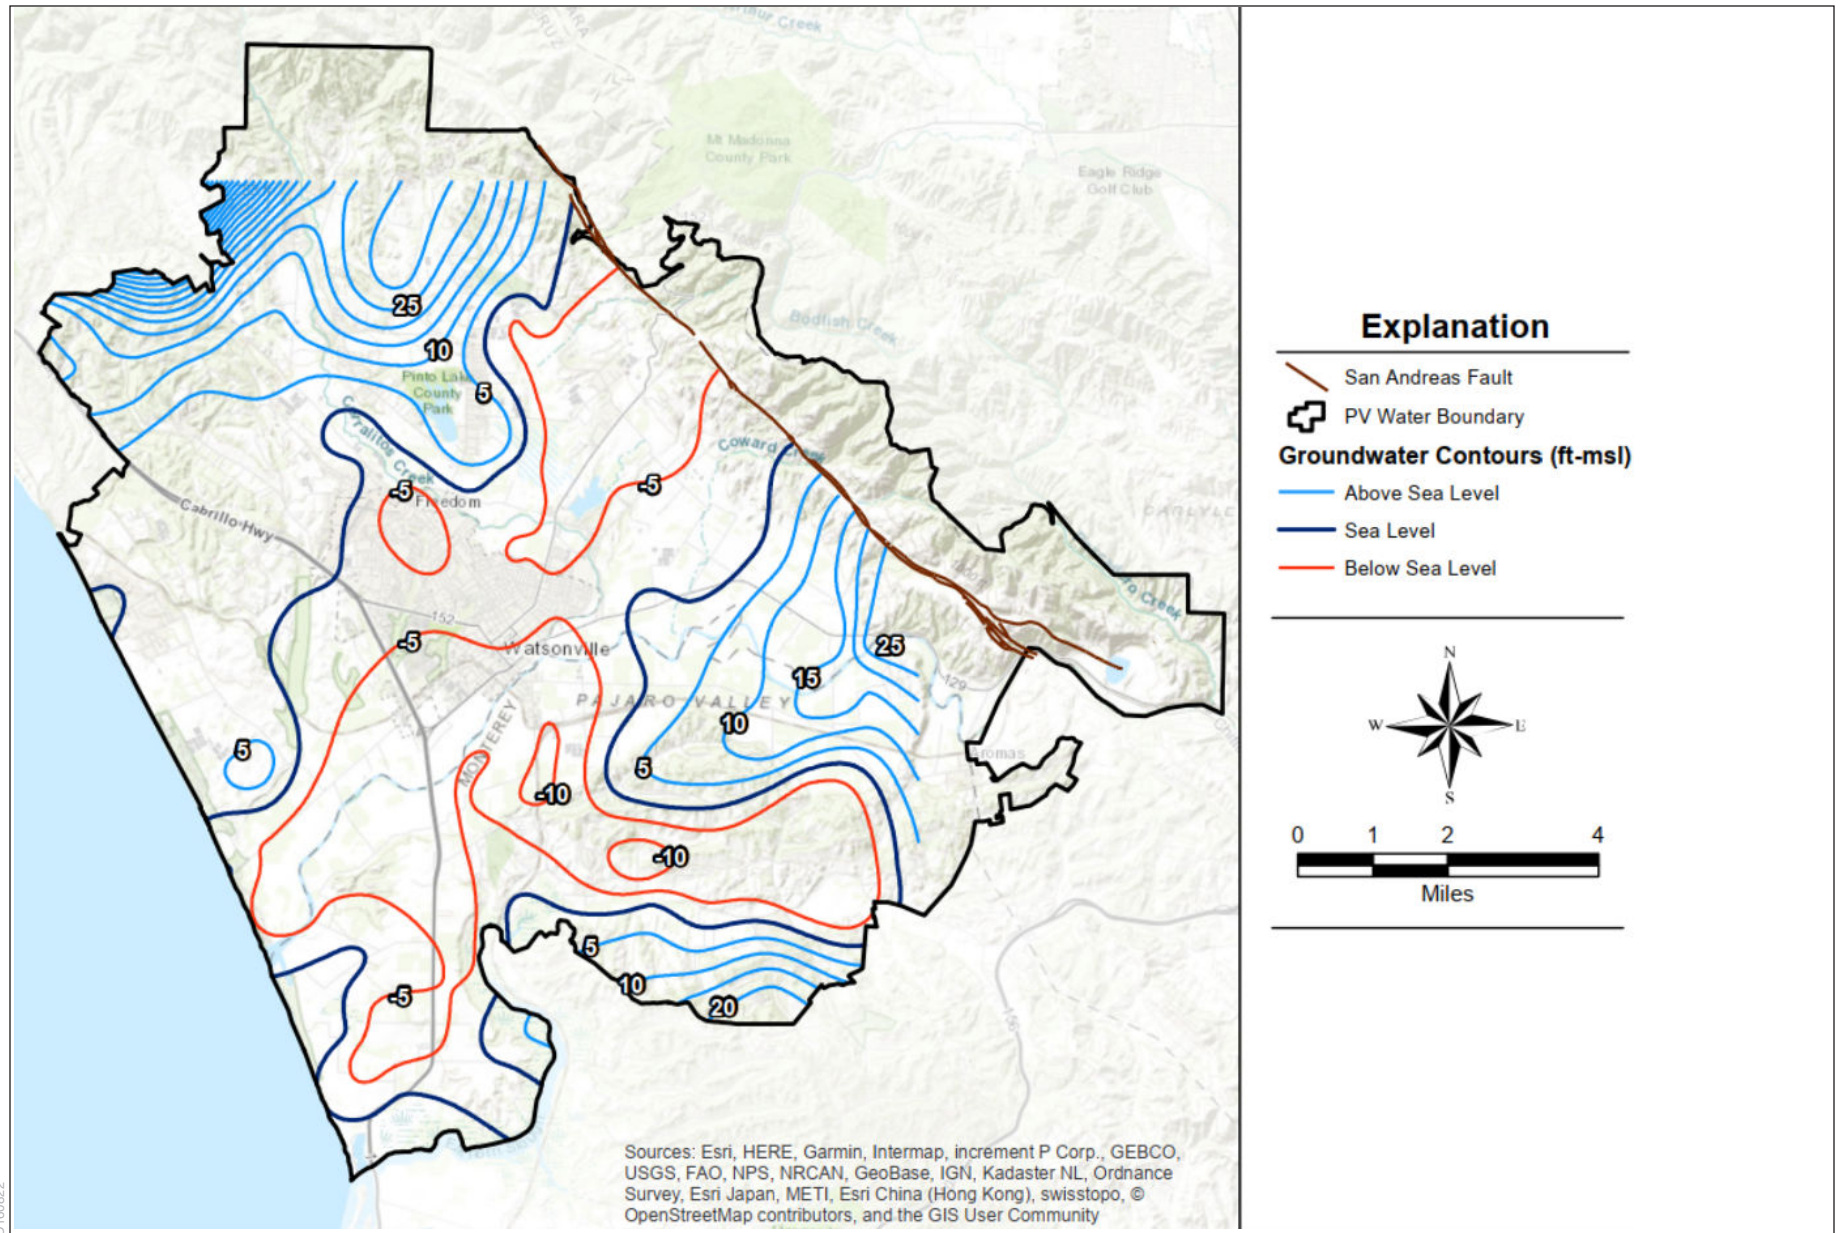 Arthur Creek
Mt Madonna
County Park
Eagle Ridge
Golf Club
Bodfish Creek
25
10
5
Pinto Lake
County
Park
Corralitos Creek
Coward Creek
-5
-5
Freedom
CARLYLE
Cabrillo Hwy
152
-5
Watsonville
25
15
129
PAJARO VALLEY
10
MONTEREY
5
5
Aromas
-10
-10
5
10
-5
20
156
Sources: Esri, HERE, Garmin, Intermap, increment P Corp., GEBCO,
USGS, FAO, NPS, NRCAN, GeoBase, IGN, Kadaster NL, Ordnance
Survey, Esri Japan, METI, Esri China (Hong Kong), swisstopo, ©
OpenStreetMap contributors, and the GIS User Community
Explanation
San Andreas Fault
PV Water Boundary
Groundwater Contours (ft-msl)
Above Sea Level
Sea Level
Below Sea Level
N
W E
S
0 1 2 4
Miles